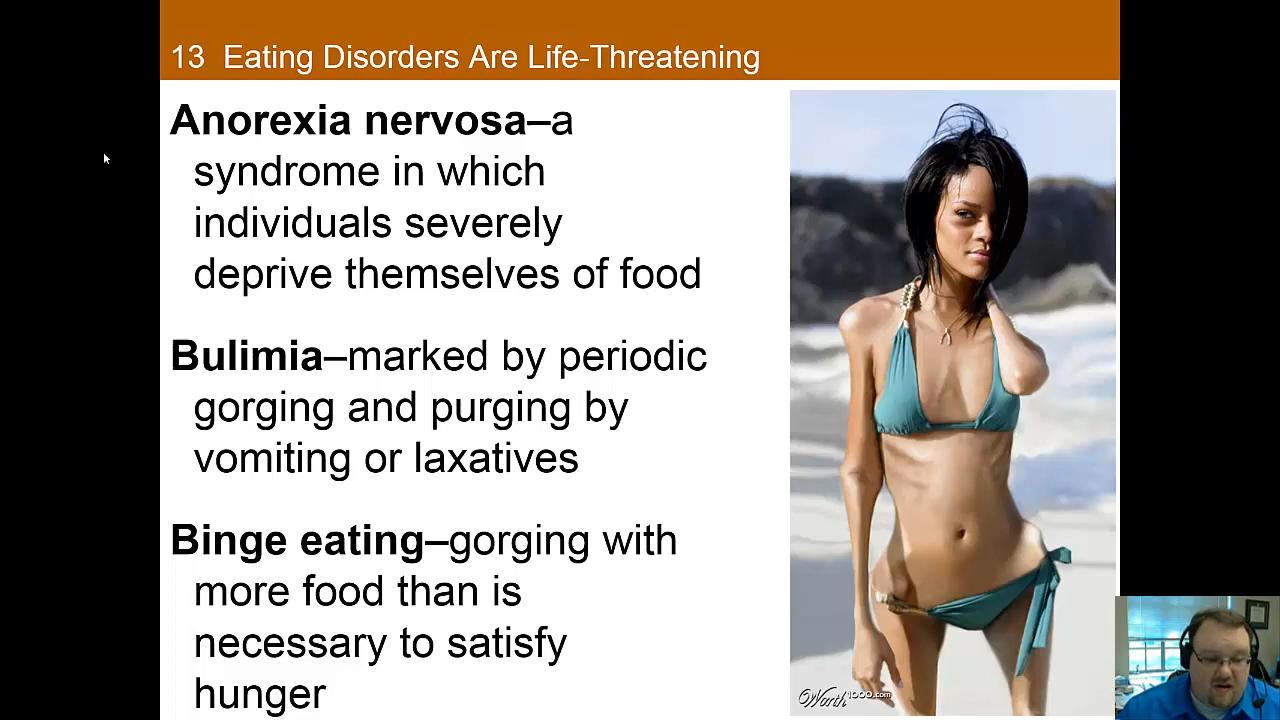 13 Eating Disorders Are Life-Threatening
Anorexia nervosa–a
syndrome in which
individuals severely
deprive themselves of food
Bulimia–marked by periodic
gorging and purging by
vomiting or laxatives
Binge eating–gorging with
more food than is
necessary to satisfy
hunger
Worth1000.com